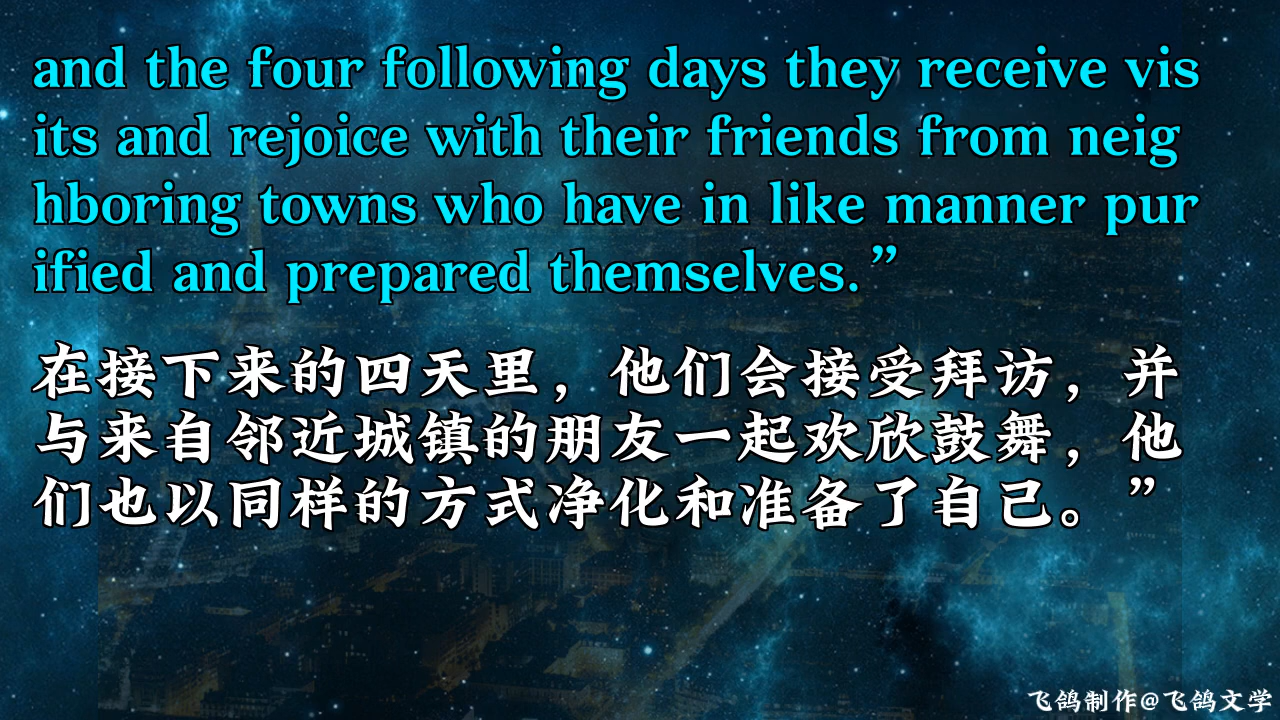 and the four following days they receive vis
its and rejoice with their friends from neig
hboring towns who have in like manner pur
ified and prepared themselves.”
在接下来的四天里，他们会接受拜访，并
与来自邻近城镇的朋友一起欢欣鼓舞，他
们也以同样的方式净化和准备了自己。”
飞鸽制作@飞鸽文学